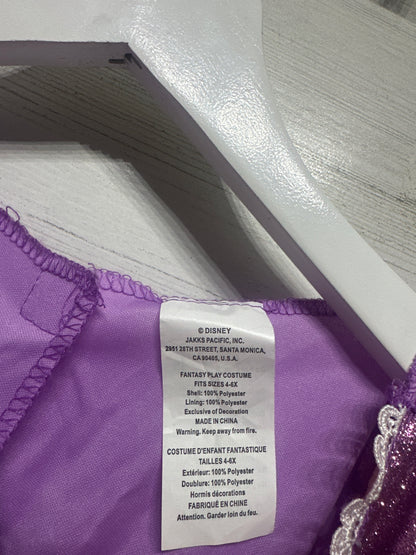 © DISNEY
JAKKS PACIFIC, INC.
2951 28TH STREET, SANTA MONICA,
CA 90405, U.S.A.
FANTASY PLAY COSTUME
FITS SIZES 4-6X
Shell: 100% Polyester
Lining: 100% Polyester
Exclusive of Decoration
MADE IN CHINA
Warning. Keep away from fire.
COSTUME D'ENFANT FANTASTIQUE
TAILLES 4-6X
Extérieur: 100% Polyester
Doublure: 100% Polyester
Hormis décorations
FABRIQUÉ EN CHINE
Attention. Garder loin du feu.